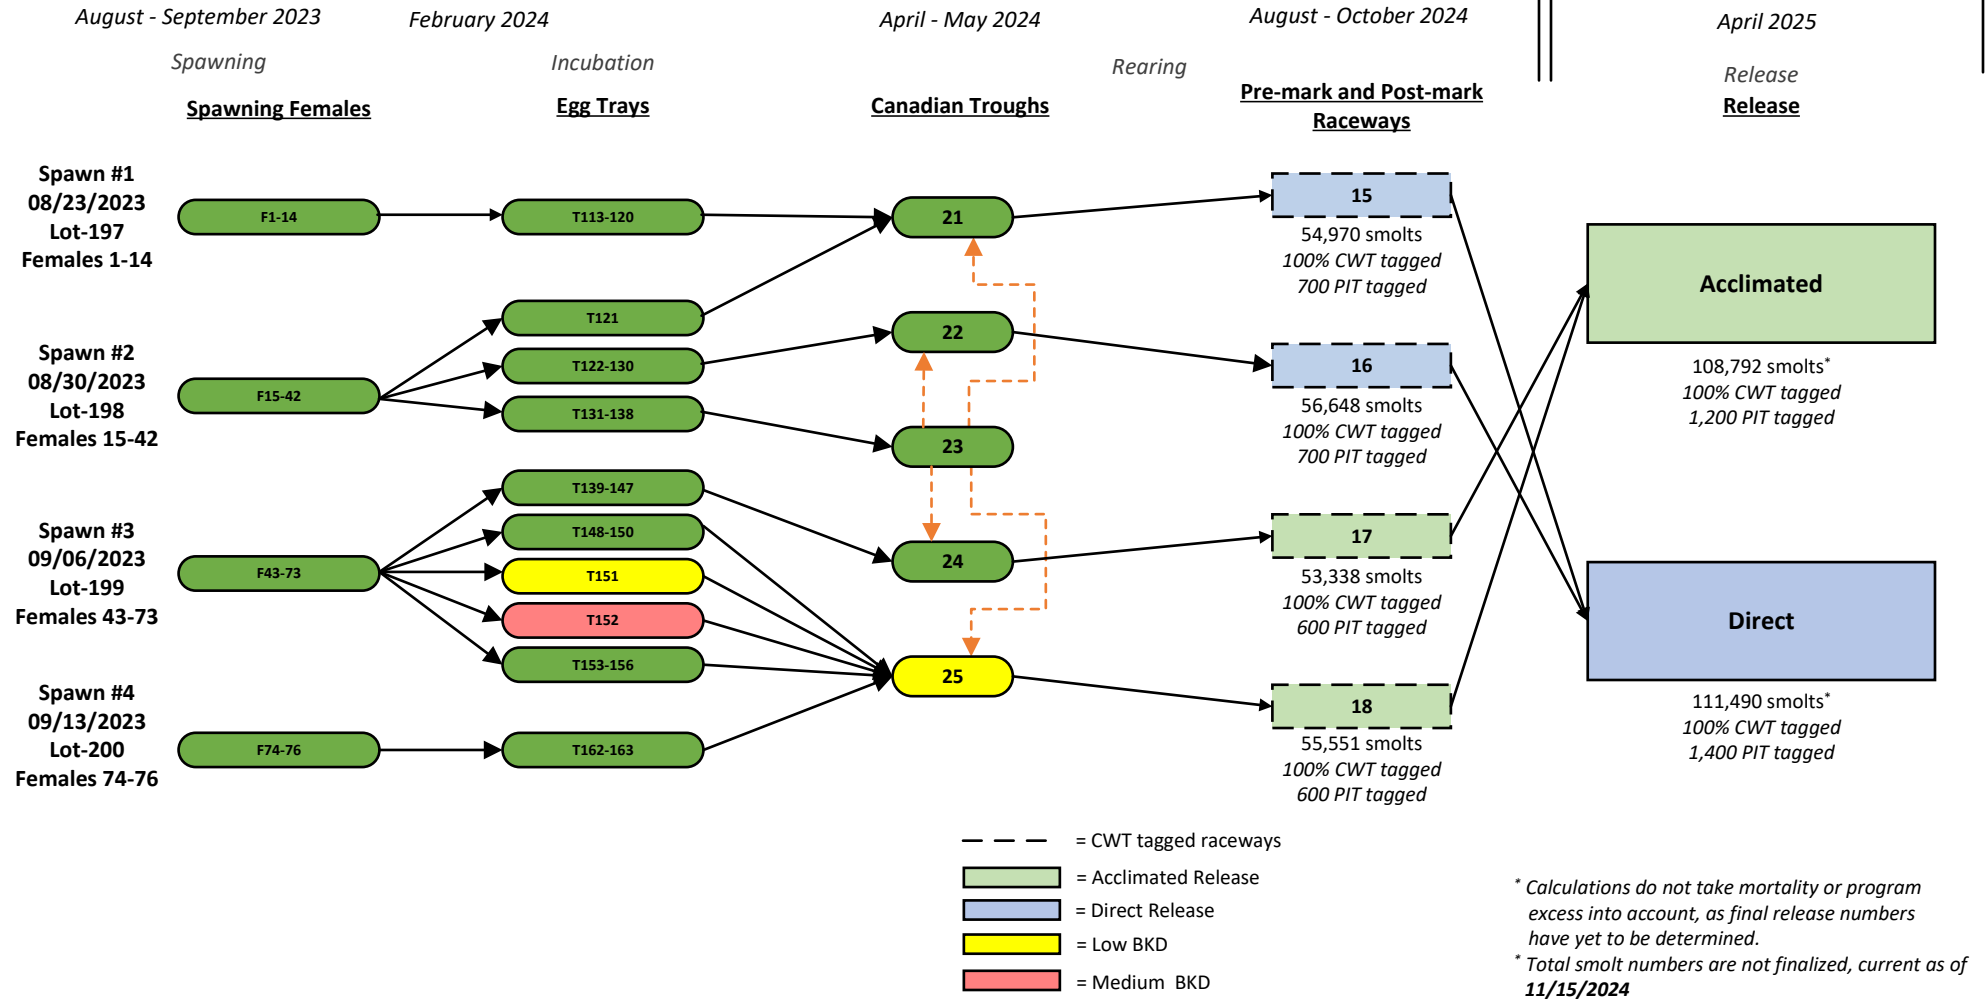 August - September 2023
February 2024
April - May 2024
August - October 2024
April 2025
Spawning
Incubation
Rearing
Release
Spawning Females
Egg Trays
Canadian Troughs
Pre-mark and Post-mark
Raceways
Release
Spawn #1
08/23/2023
Lot-197
Females 1-14
F1-14
T113-120
21
15
54,970 smolts
100% CWT tagged
700 PIT tagged
Acclimated
108,792 smolts*
100% CWT tagged
1,200 PIT tagged
Spawn #2
08/30/2023
Lot-198
Females 15-42
F15-42
T121
T122-130
T131-138
22
23
16
56,648 smolts
100% CWT tagged
700 PIT tagged
Spawn #3
09/06/2023
Lot-199
Females 43-73
F43-73
T139-147
T148-150
T151
T152
T153-156
24
17
53,338 smolts
100% CWT tagged
600 PIT tagged
Direct
111,490 smolts*
100% CWT tagged
1,400 PIT tagged
Spawn #4
09/13/2023
Lot-200
Females 74-76
F74-76
T162-163
25
18
55,551 smolts
100% CWT tagged
600 PIT tagged
= CWT tagged raceways
= Acclimated Release
= Direct Release
= Low BKD
= Medium BKD
* Calculations do not take mortality or program
excess into account, as final release numbers
have yet to be determined.
* Total smolt numbers are not finalized, current as of
11/15/2024